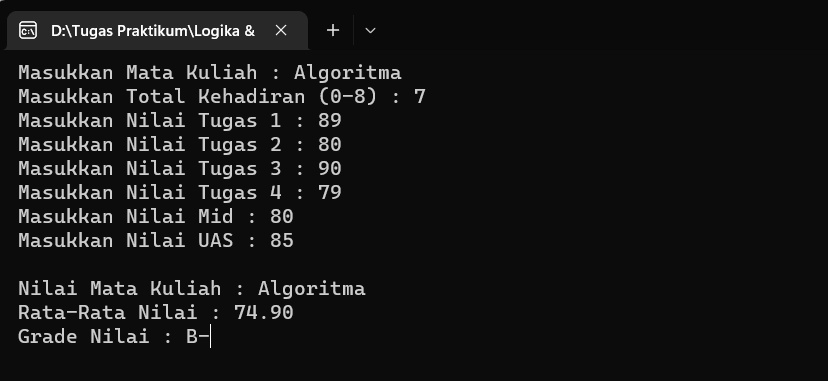 D:\Tugas Praktikum\Logika &
Masukkan Mata Kuliah : Algoritma
Masukkan Total Kehadiran (0-8) : 7
Masukkan Nilai Tugas 1 : 89
Masukkan Nilai Tugas 2 : 80
Masukkan Nilai Tugas 3 : 90
Masukkan Nilai Tugas 4 : 79
Masukkan Nilai Mid : 80
Masukkan Nilai UAS : 85
Nilai Mata Kuliah : Algoritma
Rata-Rata Nilai : 74.90
Grade Nilai : B-